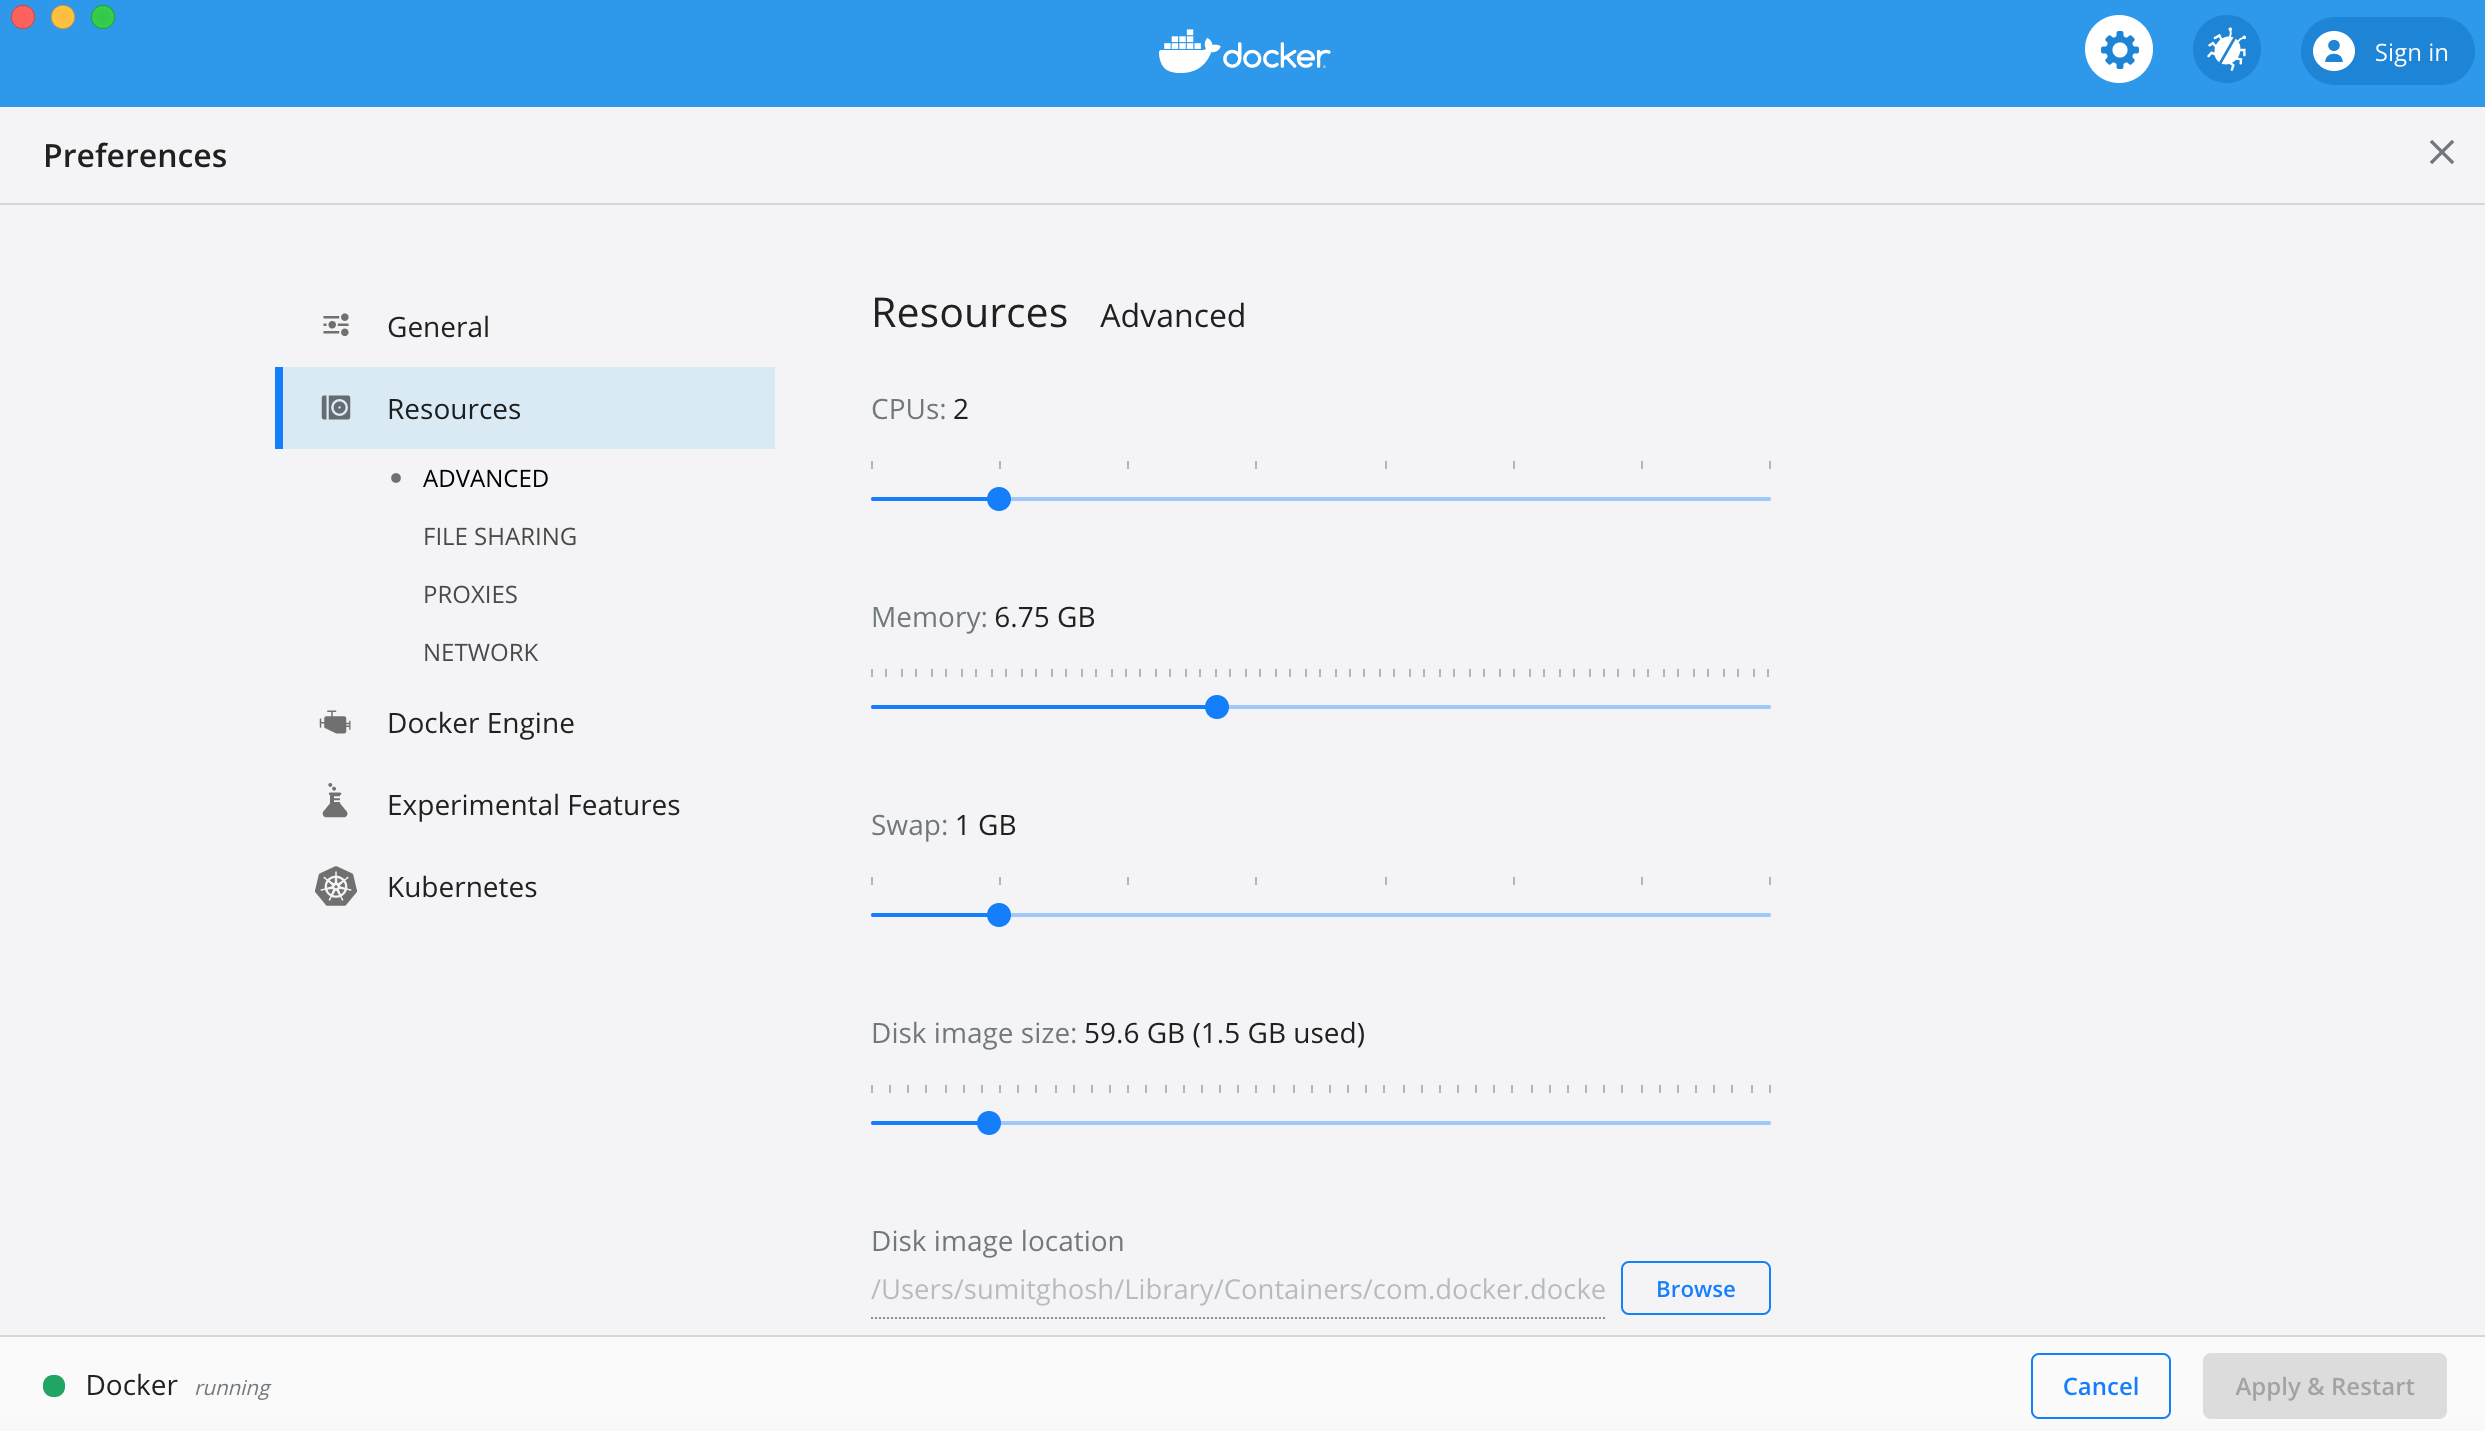 docker
Sign in
Preferences
General
Resources
ADVANCED
FILE SHARING
PROXIES
NETWORK
Docker Engine
Experimental Features
Kubernetes
Resources Advanced
CPUs: 2
Memory: 6.75 GB
Swap: 1 GB
Disk image size: 59.6 GB (1.5 GB used)
Disk image location
/Users/sumitghosh/Library/Containers/com.docker.docke
Browse
Docker running
Cancel
Apply & Restart